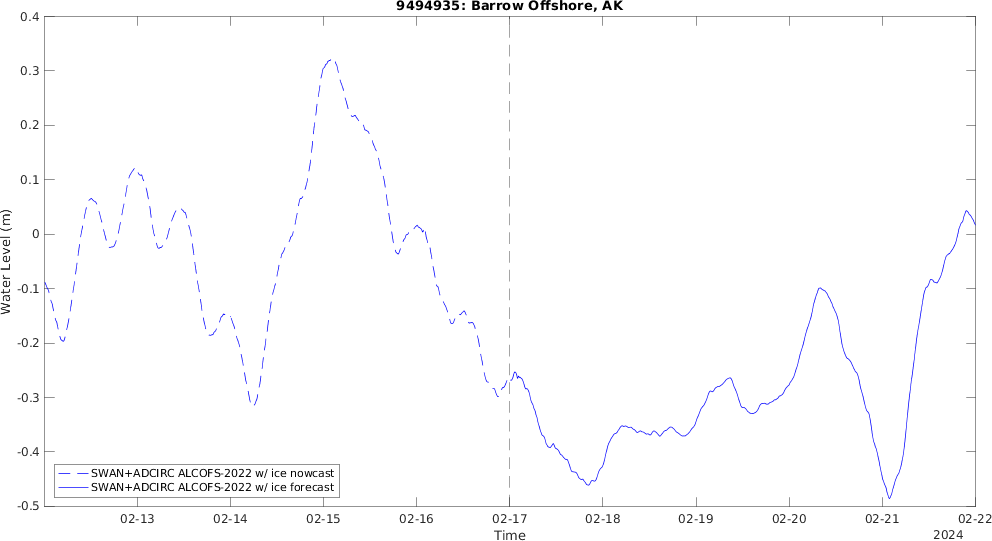 9494935: Barrow Offshore, AK
0.4
0.3
0.2
0.1
0
-0.1
-0.2
-0.3
-0.4
-0.5
Water Level (m)
SWAN+ADCIRC ALCOFS-2022 w/ ice nowcast
SWAN+ADCIRC ALCOFS-2022 w/ ice forecast
02-13 02-14 02-15 02-16 02-17 02-18 02-19 02-20 02-21 02-22
Time
2024